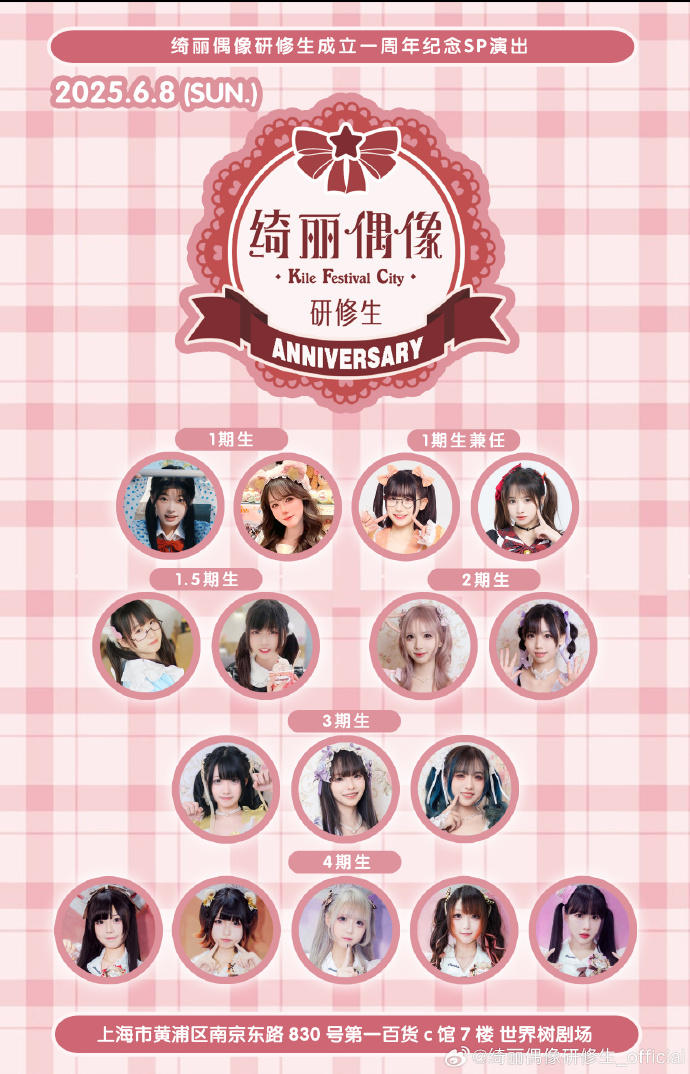 绮丽偶像研修生成立一周年纪念SP演出
2025.6.8 (SUN.)
绮丽偶像
• Kile Festival City •
研修生
ANNIVERSARY
1期生
1期生兼任
1.5期生
2期生
3期生
4期生
上海市黄浦区南京东路 830 号第一百货 c 馆 7 楼 世界树剧场
@绮丽偶像研修生_official